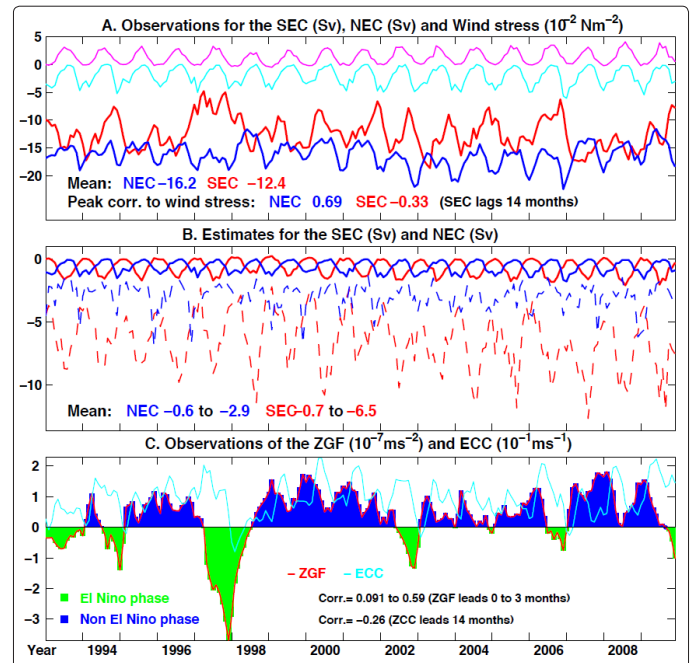 A. Observations for the SEC (Sv), NEC (Sv) and Wind stress (10⁻² Nm⁻²)
5
0
−5
−10
−15
−20
Mean: NEC −16.2 SEC −12.4
Peak corr. to wind stress: NEC 0.69 SEC −0.33 (SEC lags 14 months)
B. Estimates for the SEC (Sv) and NEC (Sv)
0
−5
−10
Mean: NEC −0.6 to −2.9 SEC−0.7 to −6.5
C. Observations of the ZGF (10⁻⁷ms⁻²) and ECC (10⁻¹ms⁻¹)
2
1
0
−1
−2
−3
− ZGF − ECC
El Nino phase Corr.= 0.091 to 0.59 (ZGF leads 0 to 3 months)
Non El Nino phase Corr.= −0.26 (ZCC leads 14 months)
Year 1994 1996 1998 2000 2002 2004 2006 2008